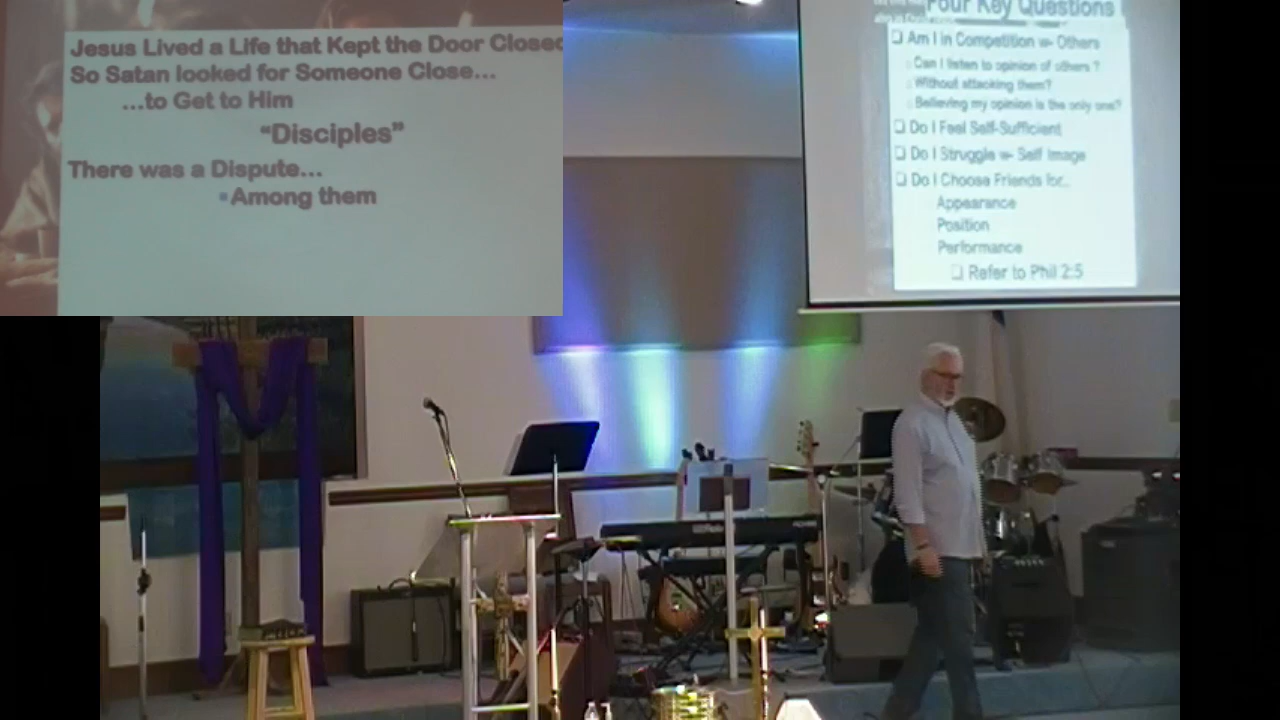 Jesus Lived a Life that Kept the Door Closed
So Satan looked for Someone Close...
...to Get to Him
“Disciples”
There was a Dispute...
Among them
Four Key Questions
Am I in Competition w- Others
Can I listen to opinion of others ?
Without attacking them?
Believing my opinion is the only one?
Do I Feel Self-Sufficient
Do I Struggle w- Self Image
Do I Choose Friends for..
Appearance
Position
Performance
Refer to Phil 2:5